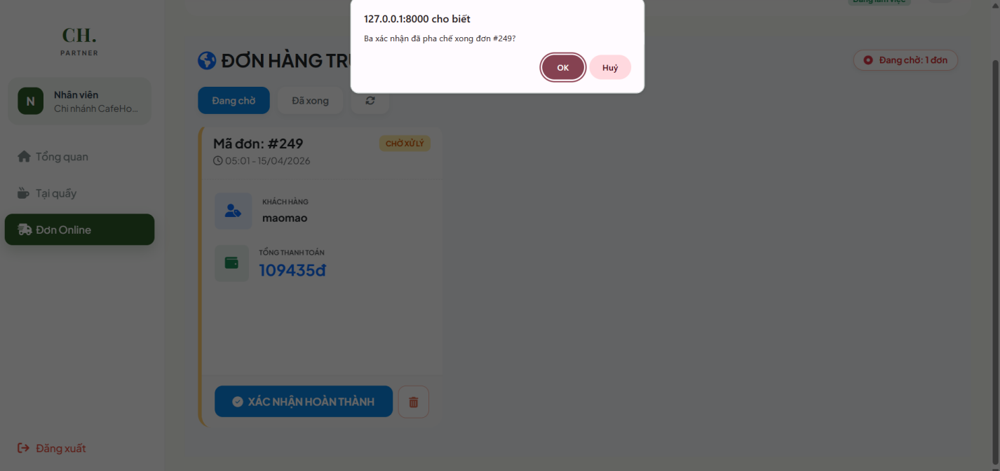 127.0.0.1:8000 cho biết
Ba xác nhận đã pha chế xong đơn #249?
OK
Huỷ
CH.
PARTNER
N
Nhân viên
Chi nhánh CafeHo...
Tổng quan
Tại quầy
Đơn Online
Đăng xuất
ĐƠN HÀNG TR
Đang chờ: 1 đơn
Đang chờ
Đã xong
Mã đơn: #249
CHỜ XỬ LÝ
05:01 - 15/04/2026
KHÁCH HÀNG
maomao
TỔNG THANH TOÁN
109435đ
XÁC NHẬN HOÀN THÀNH